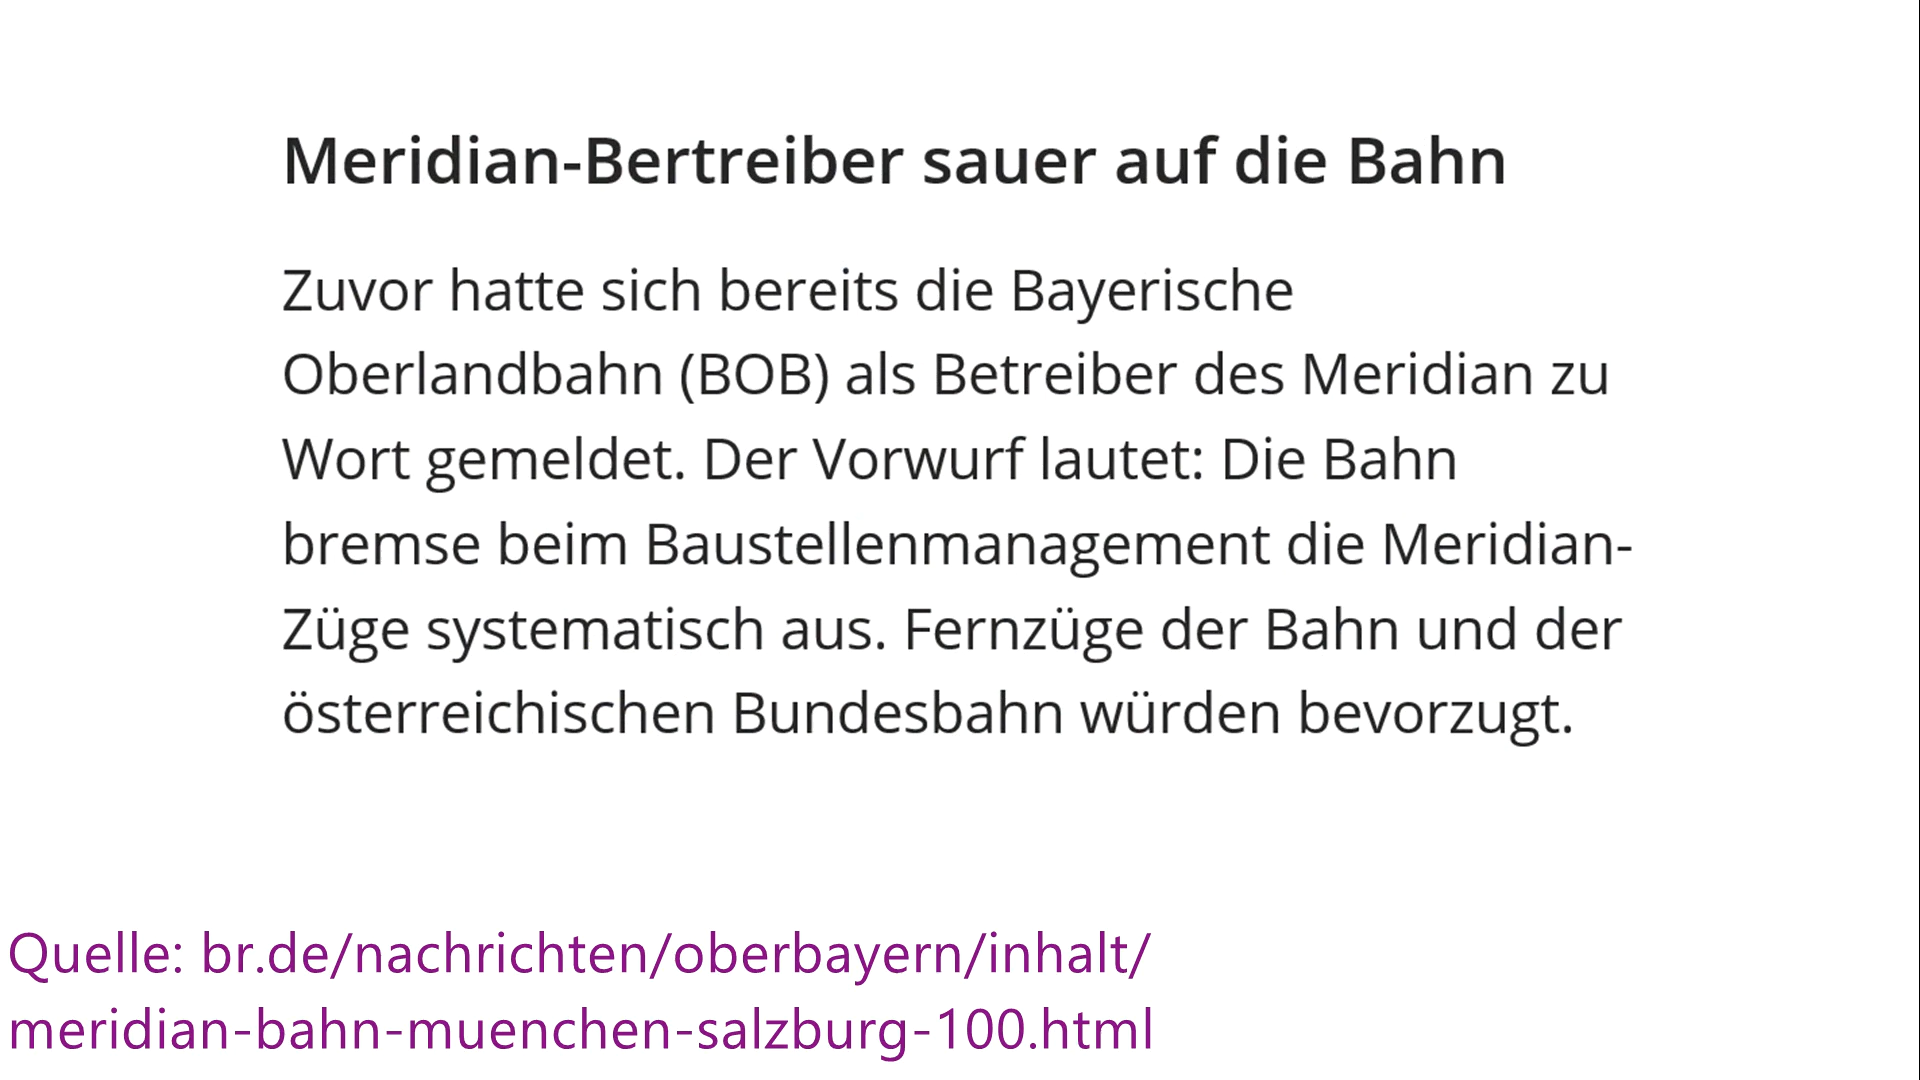 Meridian-Bertreiber sauer auf die Bahn
Zuvor hatte sich bereits die Bayerische
Oberlandbahn (BOB) als Betreiber des Meridian zu
Wort gemeldet. Der Vorwurf lautet: Die Bahn
bremse beim Baustellenmanagement die Meridian-
Züge systematisch aus. Fernzüge der Bahn und der
österreichischen Bundesbahn würden bevorzugt.
Quelle: br.de/nachrichten/oberbayern/inhalt/
meridian-bahn-muenchen-salzburg-100.html